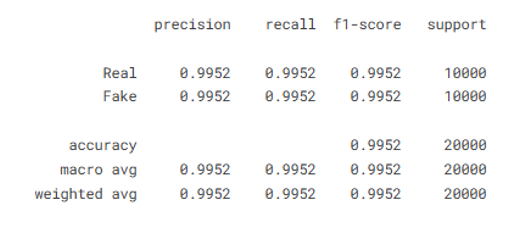 precision recall f1-score support
Real 0.9952 0.9952 0.9952 10000
Fake 0.9952 0.9952 0.9952 10000
accuracy 0.9952 20000
macro avg 0.9952 0.9952 0.9952 20000
weighted avg 0.9952 0.9952 0.9952 20000